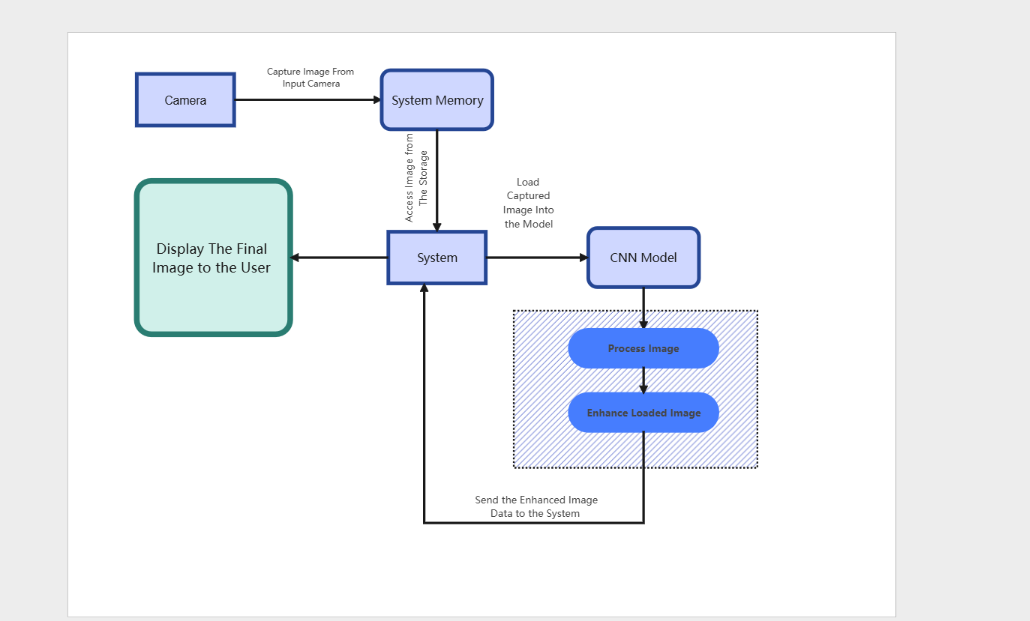 Camera
Capture Image From
Input Camera
System Memory
Access Image from
The Storage
Load
Captured
Image Into
the Model
Display The Final
Image to the User
System
CNN Model
Process Image
Enhance Loaded Image
Send the Enhanced Image
Data to the System